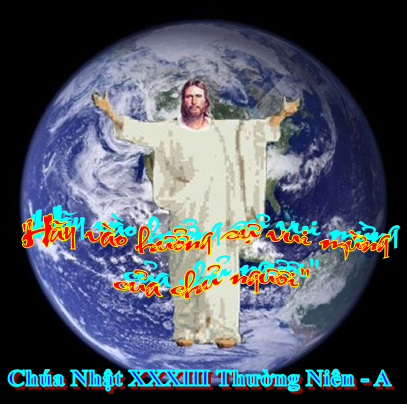 "Hãy vào hưởng sự vui mừng
của chủ ngươi"
Chúa Nhật XXXIII Thường Niên - A